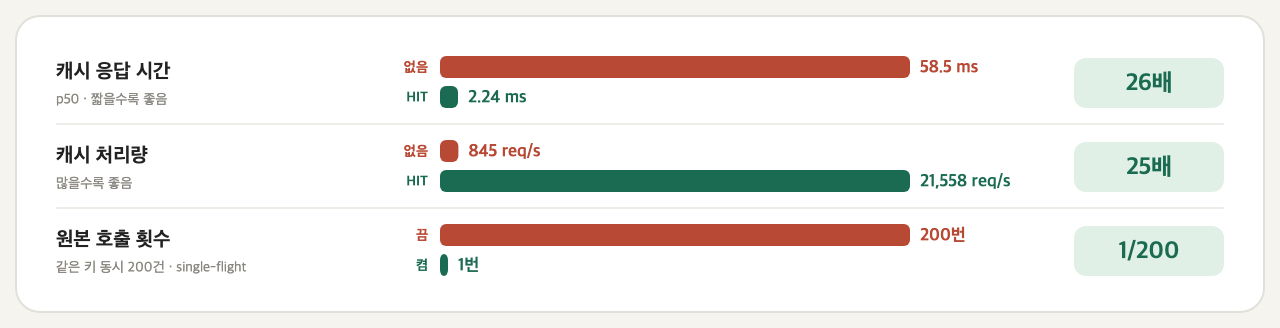 캐시 응답 시간
p50 · 짧을수록 좋음
없음 58.5 ms
HIT 2.24 ms
26배
캐시 처리량
많을수록 좋음
없음 845 req/s
HIT 21,558 req/s
25배
원본 호출 횟수
같은 키 동시 200건 · single-flight
끔 200번
켬 1번
1/200